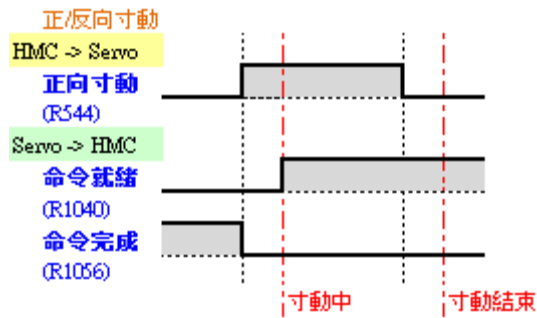 正/反向寸動
HMC -> Servo
正向寸動
(R544)
Servo -> HMC
命令就緒
(R1040)
命令完成
(R1056)
寸動中
寸動結束